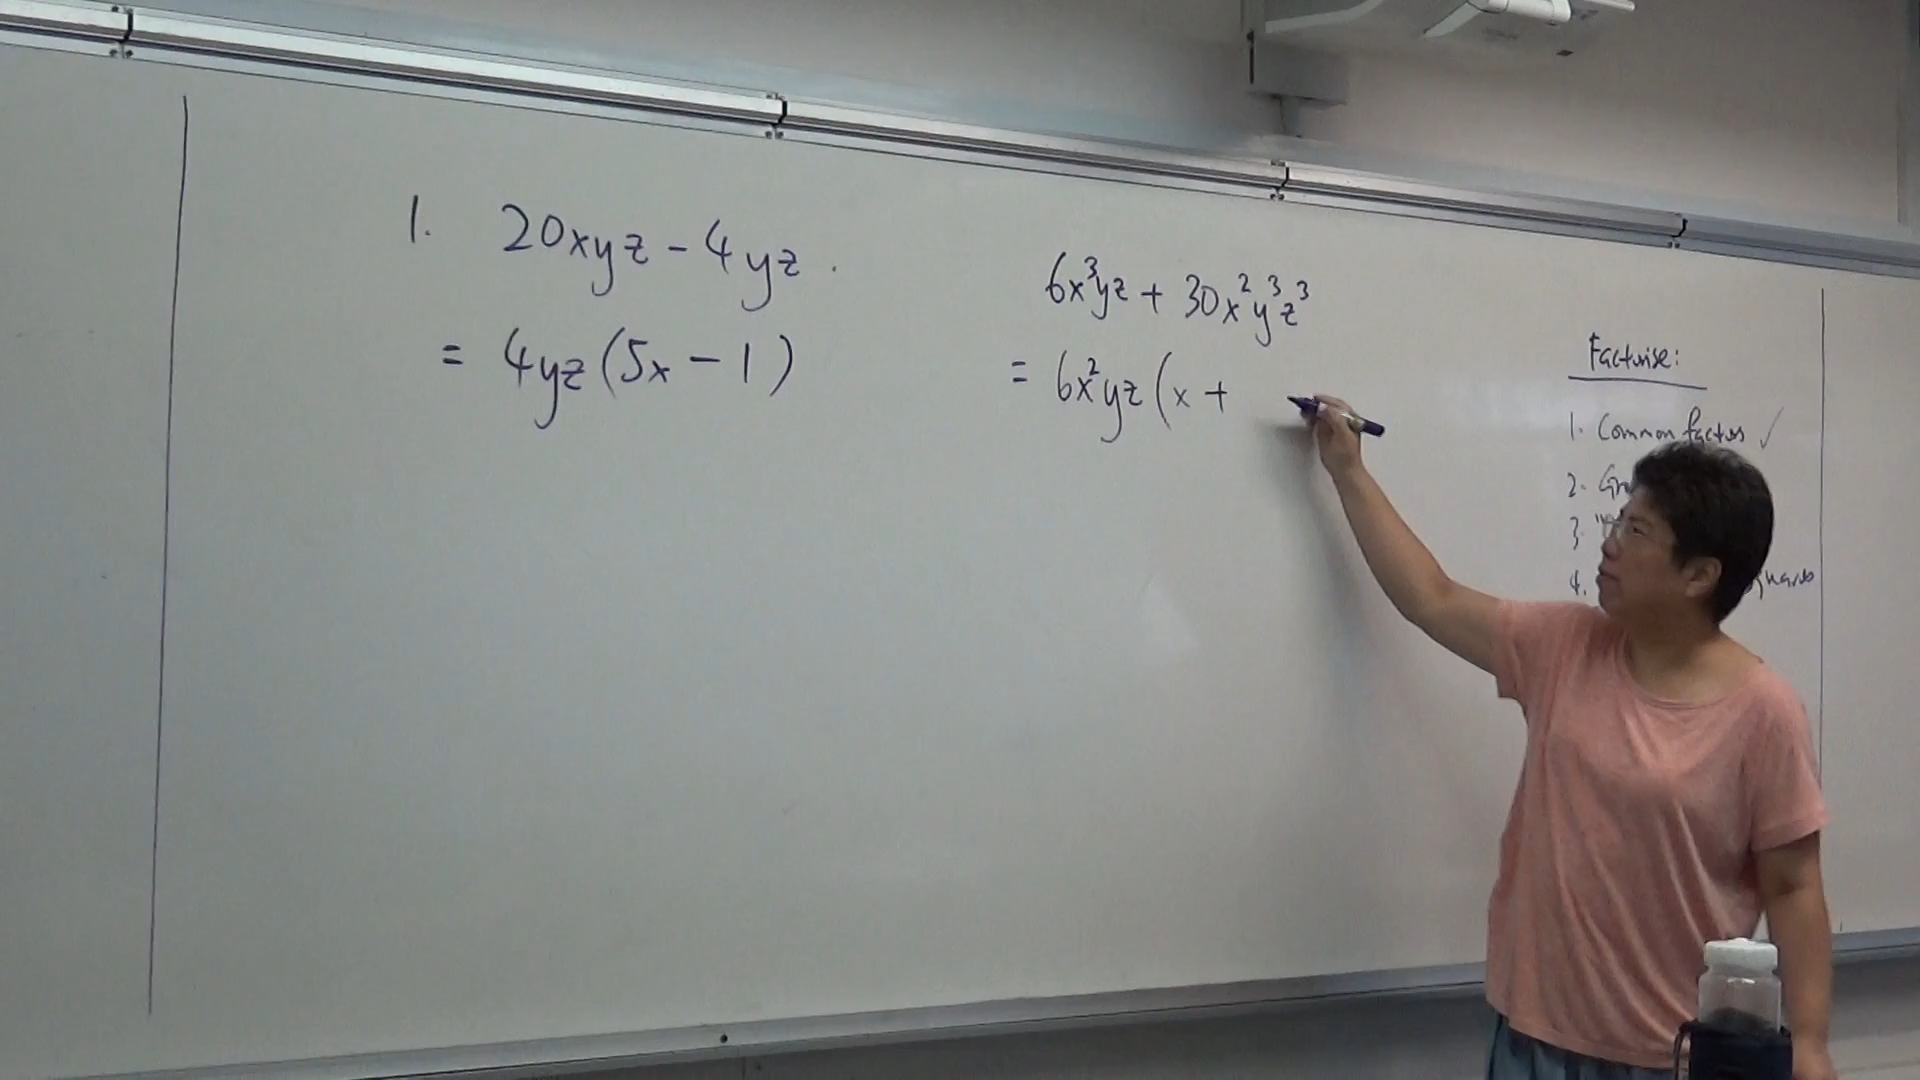 1. 20xyz - 4yz.
= 4yz(5x - 1)
6x³yz + 30x²y³z³
= 6x²yz(x +
Factorise:
1. Common factors ✓
2.
3.
4.